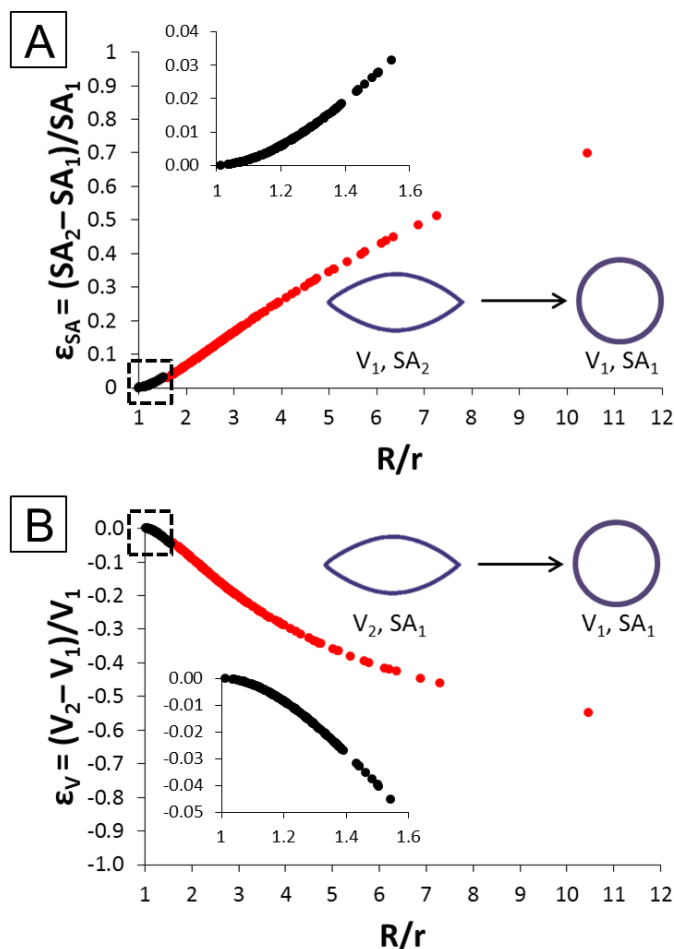 A
ε_SA = (SA₂− SA₁)/SA₁
1
0.9
0.8
0.7
0.6
0.5
0.4
0.3
0.2
0.1
0
0.04
0.03
0.02
0.01
0.00
1 1.2 1.4 1.6
V₁, SA₂
V₁, SA₁
1 2 3 4 5 6 7 8 9 10 11 12
R/r
B
ε_V = (V₂− V₁)/V₁
0.0
-0.1
-0.2
-0.3
-0.4
-0.5
-0.6
-0.7
-0.8
-0.9
-1.0
V₂, SA₁
V₁, SA₁
0.00
-0.01
-0.02
-0.03
-0.04
-0.05
1 1.2 1.4 1.6
1 2 3 4 5 6 7 8 9 10 11 12
R/r